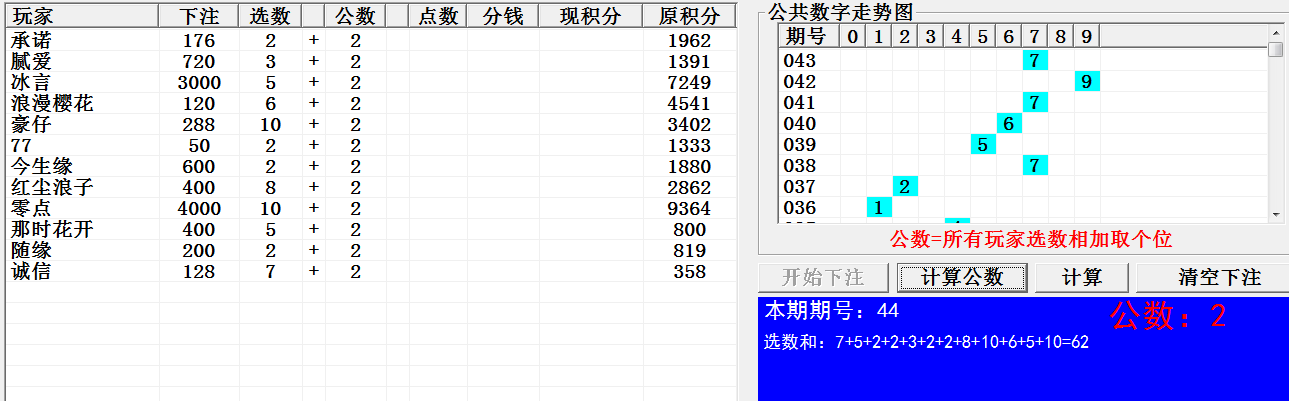 玩家 下注 选数 公数 点数 分钱 现积分 原积分
承诺 176 2 + 2 1962
腻爱 720 3 + 2 1391
冰言 3000 5 + 2 7249
浪漫樱花 120 6 + 2 4541
豪仔 288 10 + 2 3402
77 50 2 + 2 1333
今生缘 600 2 + 2 1880
红尘浪子 400 8 + 2 2862
零点 4000 10 + 2 9364
那时花开 400 5 + 2 800
随缘 200 2 + 2 819
诚信 128 7 + 2 358
公共数字走势图
期号 0 1 2 3 4 5 6 7 8 9
043 7
042 9
041 7
040 6
039 5
038 7
037 2
036 1
公数=所有玩家选数相加取个位
开始下注 计算公数 计算 清空下注
本期期号：44 公数：2
选数和：7+5+2+2+3+2+2+8+10+6+5+10=62